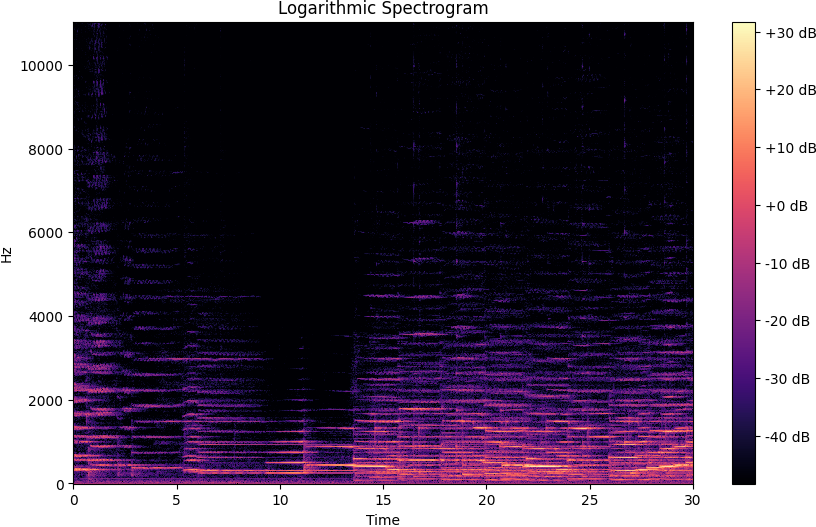 Logarithmic Spectrogram
Hz
10000
8000
6000
4000
2000
0
0 5 10 15 20 25 30
Time
+30 dB
+20 dB
+10 dB
+0 dB
-10 dB
-20 dB
-30 dB
-40 dB